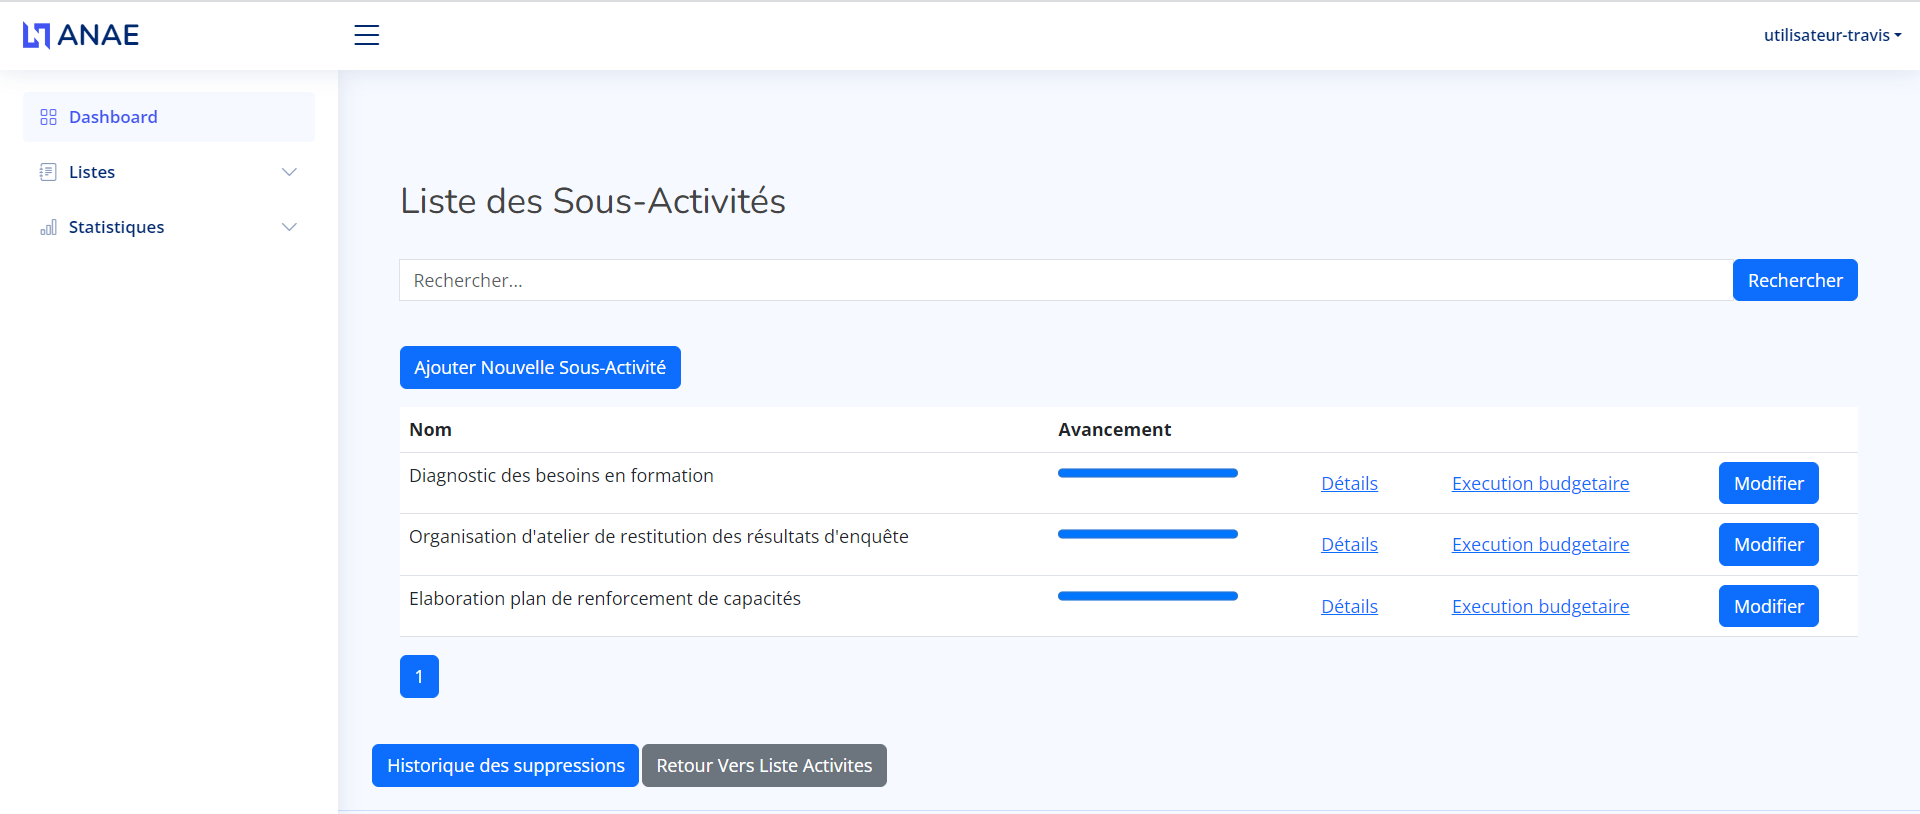 ANAE
utilisateur-travis
Dashboard
Listes
Statistiques
Liste des Sous-Activités
Rechercher...
Rechercher
Ajouter Nouvelle Sous-Activité
Nom Avancement
Diagnostic des besoins en formation Détails Execution budgetaire Modifier
Organisation d'atelier de restitution des résultats d'enquête Détails Execution budgetaire Modifier
Elaboration plan de renforcement de capacités Détails Execution budgetaire Modifier
1
Historique des suppressions Retour Vers Liste Activites